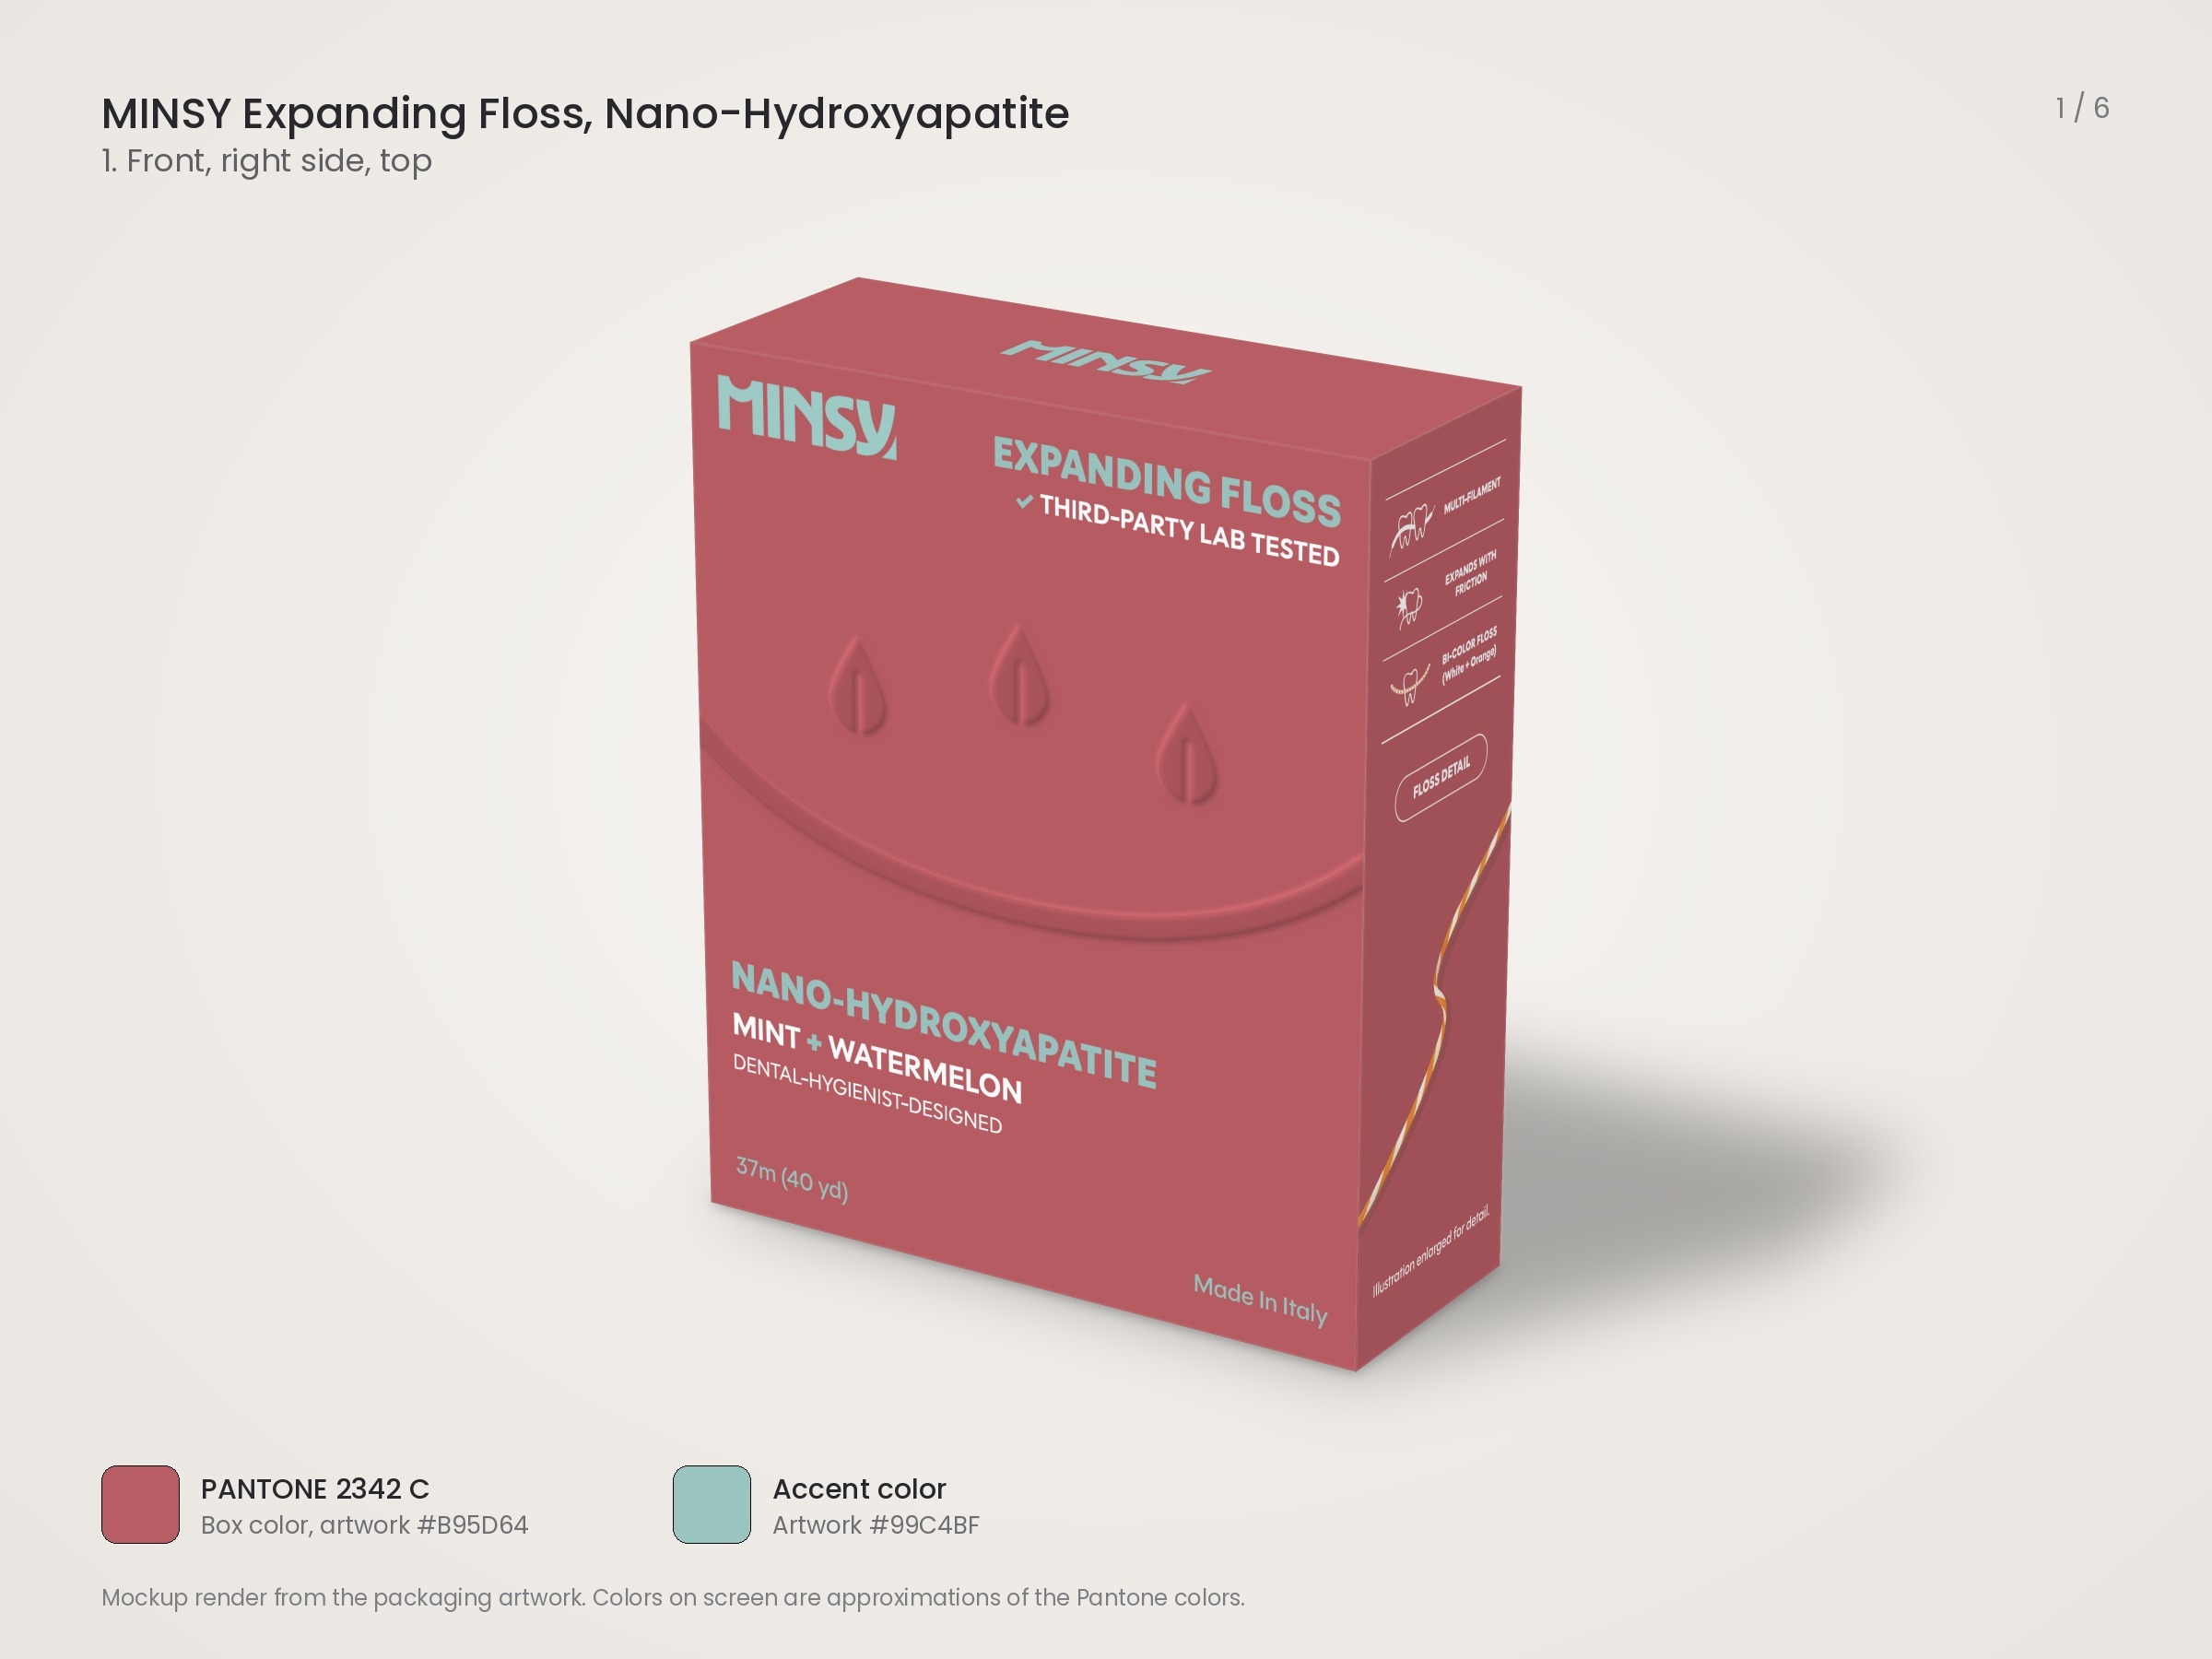 MINSY Expanding Floss, Nano-Hydroxyapatite
1. Front, right side, top
1 / 6
MINSY
MINSY
EXPANDING FLOSS
✓ THIRD-PARTY LAB TESTED
NANO-HYDROXYAPATITE
MINT + WATERMELON
DENTAL-HYGIENIST-DESIGNED
37m (40 yd)
Made In Italy
MULTI-FILAMENT
EXPANDS WITH
FRICTION
BI-COLOR FLOSS
(White + Orange)
FLOSS DETAIL
Illustration enlarged for detail.
PANTONE 2342 C
Box color, artwork #B95D64
Accent color
Artwork #99C4BF
Mockup render from the packaging artwork. Colors on screen are approximations of the Pantone colors.